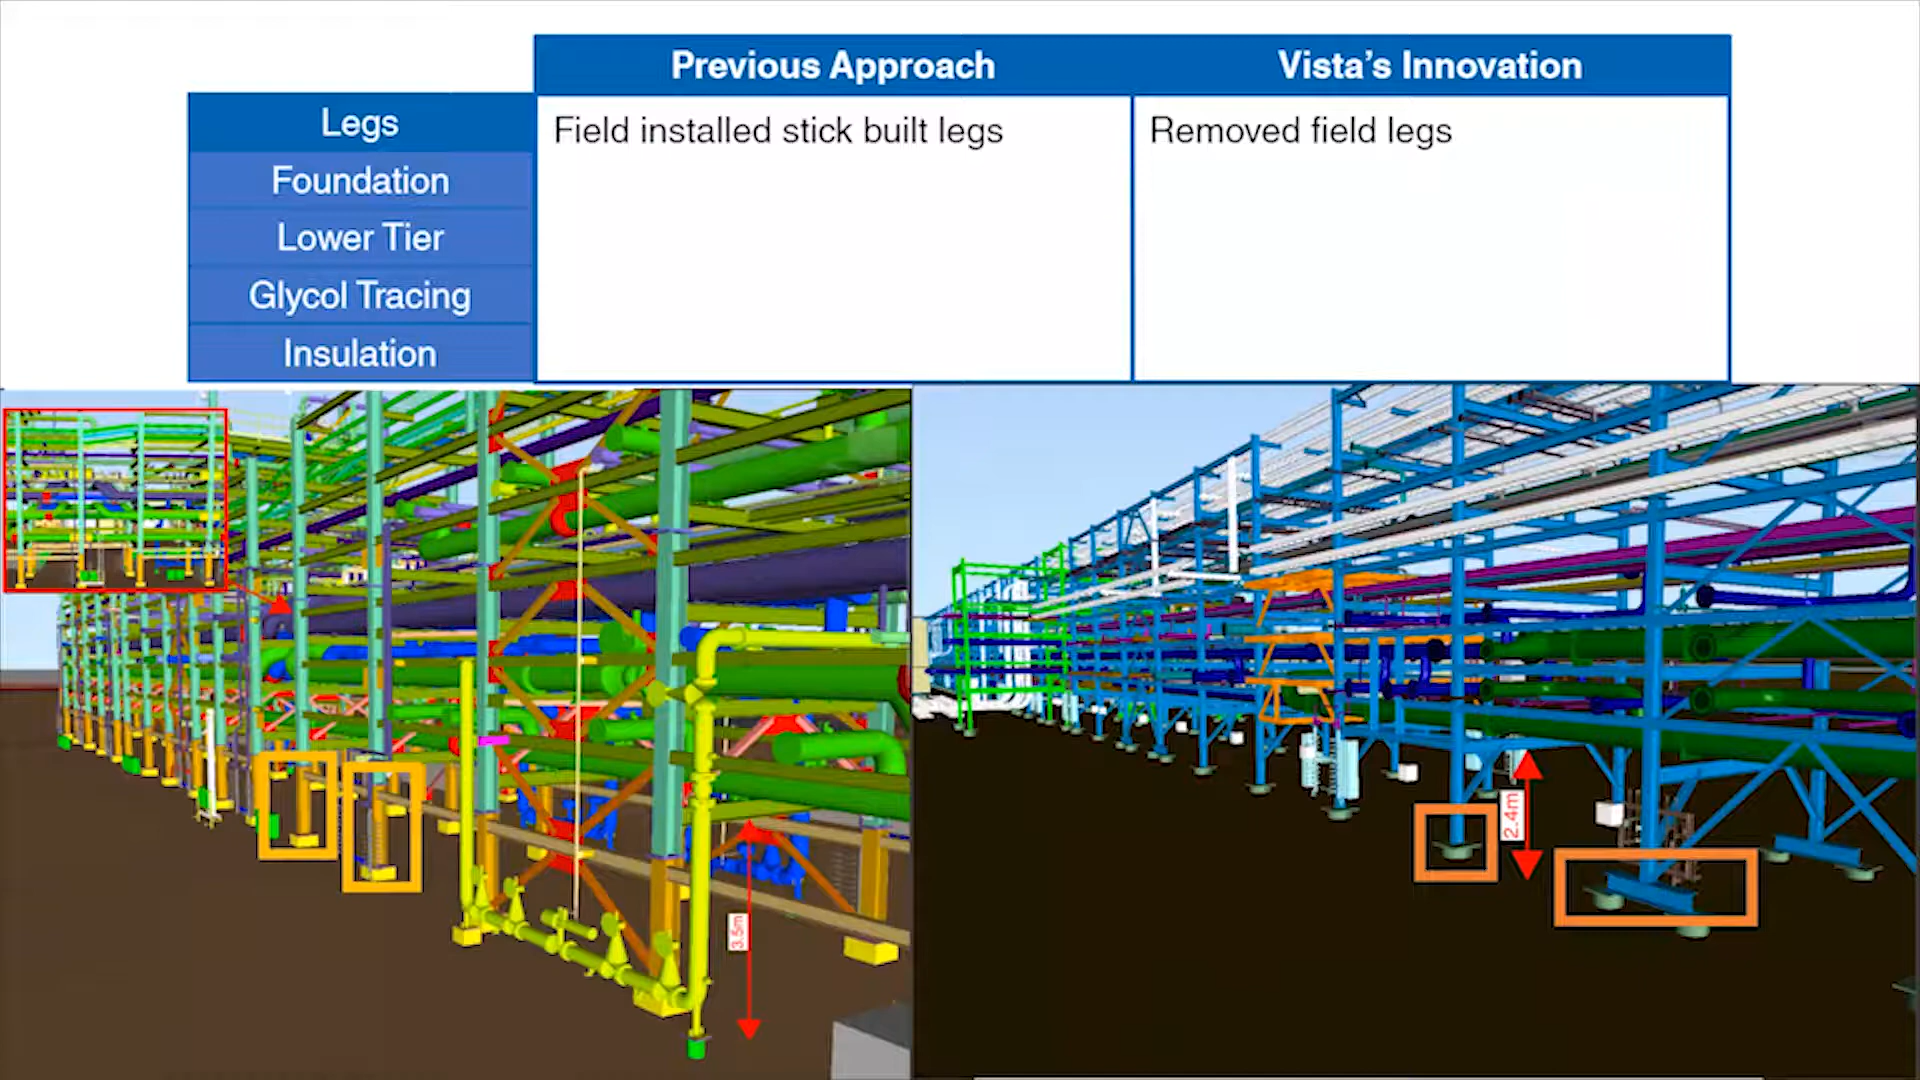 Previous Approach
Vista's Innovation
Legs
Field installed stick built legs
Removed field legs
Foundation
Lower Tier
Glycol Tracing
Insulation
2.4m
3.5m